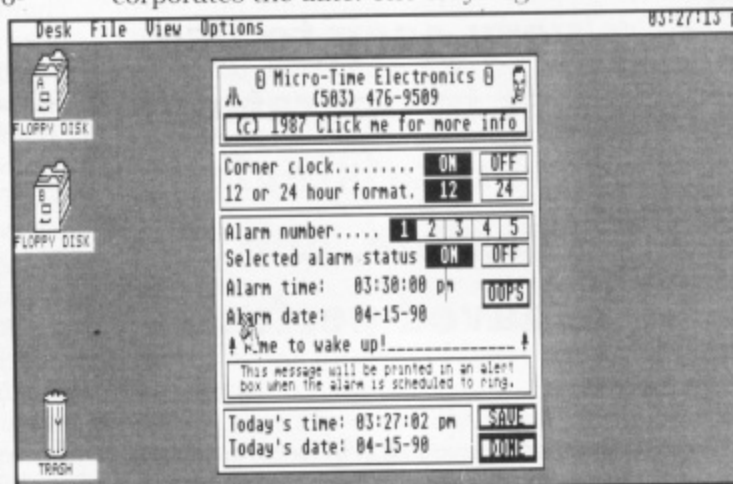 corporates the
Desk File View Options 03:27:13 p
Micro-Time Electronics
(503) 476-9509
(c) 1987 Click me for more info
Corner clock......... ON OFF
12 or 24 hour format. 12 24
Alarm number..... 1 2 3 4 5
Selected alarm status ON OFF
Alarm time: 03:30:00 pm
OOPS
Alarm date: 04-15-90
me to wake up!_______________
This message will be printed in an alert
box when the alarm is scheduled to ring.
Today's time: 03:27:02 pm SAVE
Today's date: 04-15-90 DONE
A
FLOPPY DISK
B
FLOPPY DISK
TRASH